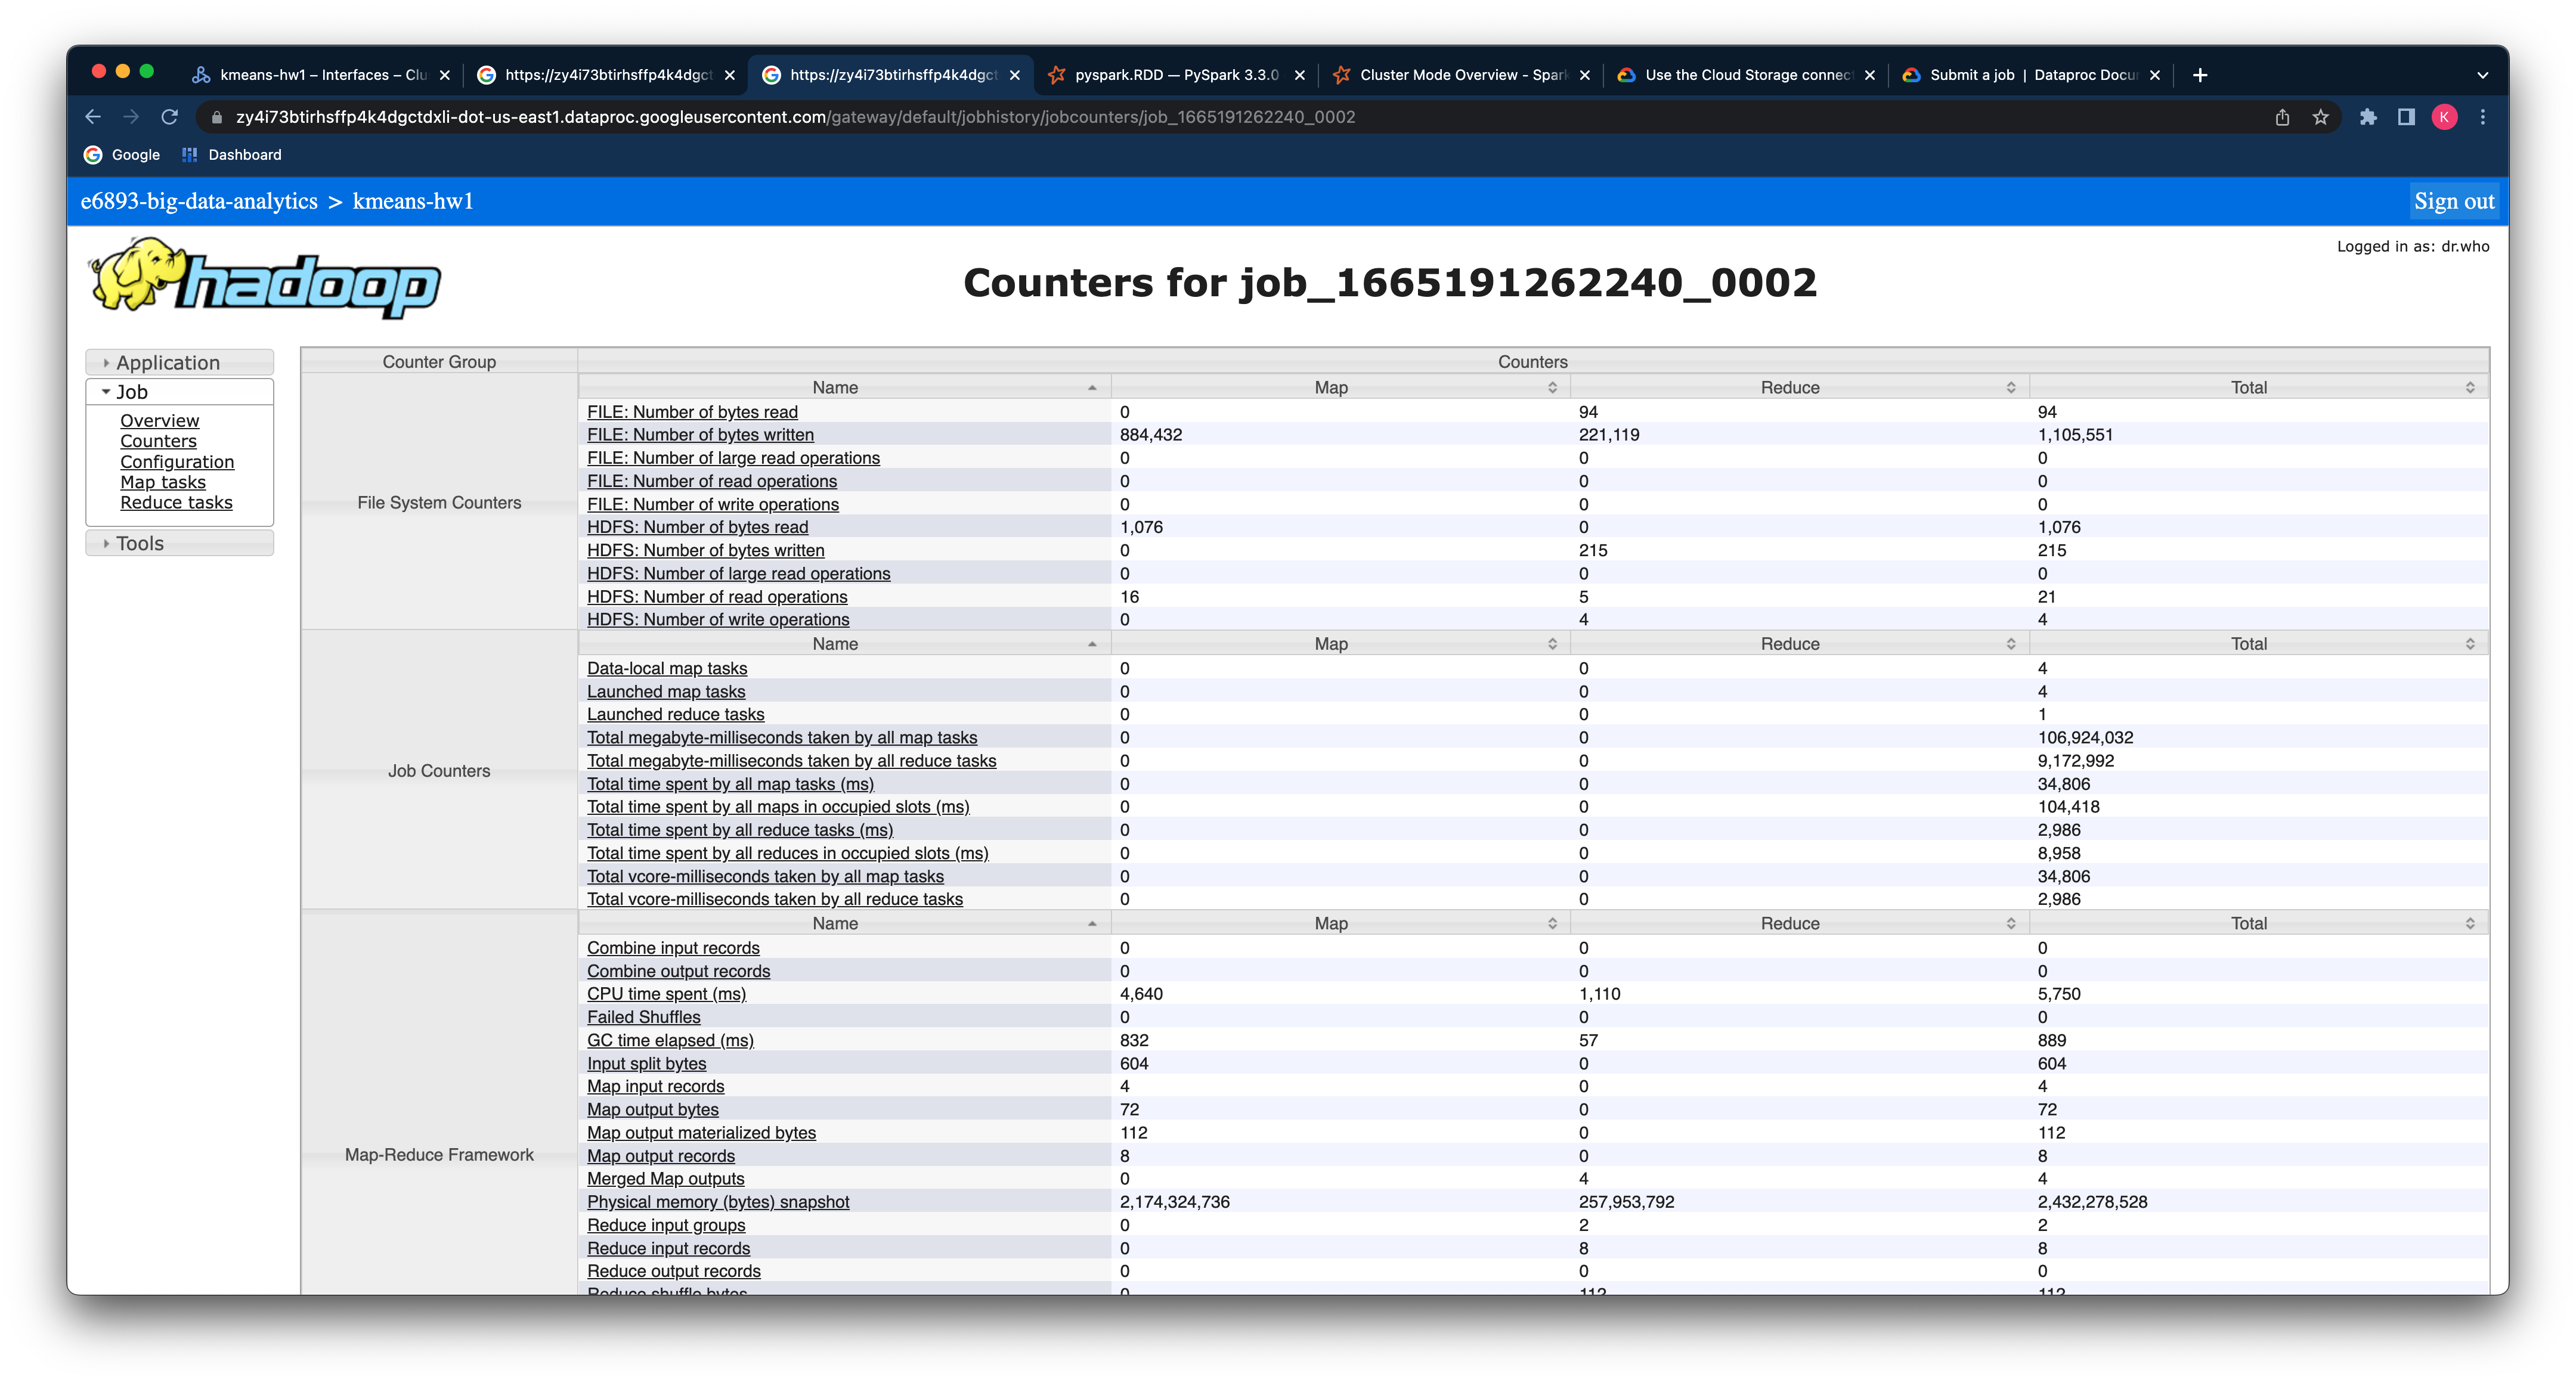 kmeans-hw1 – Interfaces – Clu
https://zy4i73btirhsffp4k4dgct
https://zy4i73btirhsffp4k4dgct
pyspark.RDD — PySpark 3.3.0
Cluster Mode Overview - Spark
Use the Cloud Storage connect
Submit a job | Dataproc Docu
zy4i73btirhsffp4k4dgctdxli-dot-us-east1.dataproc.googleusercontent.com/gateway/default/jobhistory/jobcounters/job_1665191262240_0002
K
Google
Dashboard
e6893-big-data-analytics > kmeans-hw1
Sign out
hadoop
Logged in as: dr.who
Counters for job_1665191262240_0002
Application
Job
Overview
Counters
Configuration
Map tasks
Reduce tasks
Tools
Counter Group Counters
File System Counters
Name Map Reduce Total
FILE: Number of bytes read 0 94 94
FILE: Number of bytes written 884,432 221,119 1,105,551
FILE: Number of large read operations 0 0 0
FILE: Number of read operations 0 0 0
FILE: Number of write operations 0 0 0
HDFS: Number of bytes read 1,076 0 1,076
HDFS: Number of bytes written 0 215 215
HDFS: Number of large read operations 0 0 0
HDFS: Number of read operations 16 5 21
HDFS: Number of write operations 0 4 4
Job Counters
Name Map Reduce Total
Data-local map tasks 0 0 4
Launched map tasks 0 0 4
Launched reduce tasks 0 0 1
Total megabyte-milliseconds taken by all map tasks 0 0 106,924,032
Total megabyte-milliseconds taken by all reduce tasks 0 0 9,172,992
Total time spent by all map tasks (ms) 0 0 34,806
Total time spent by all maps in occupied slots (ms) 0 0 104,418
Total time spent by all reduce tasks (ms) 0 0 2,986
Total time spent by all reduces in occupied slots (ms) 0 0 8,958
Total vcore-milliseconds taken by all map tasks 0 0 34,806
Total vcore-milliseconds taken by all reduce tasks 0 0 2,986
Map-Reduce Framework
Name Map Reduce Total
Combine input records 0 0 0
Combine output records 0 0 0
CPU time spent (ms) 4,640 1,110 5,750
Failed Shuffles 0 0 0
GC time elapsed (ms) 832 57 889
Input split bytes 604 0 604
Map input records 4 0 4
Map output bytes 72 0 72
Map output materialized bytes 112 0 112
Map output records 8 0 8
Merged Map outputs 0 4 4
Physical memory (bytes) snapshot 2,174,324,736 257,953,792 2,432,278,528
Reduce input groups 0 2 2
Reduce input records 0 8 8
Reduce output records 0 0 0
Reduce shuffle bytes 0 112 112